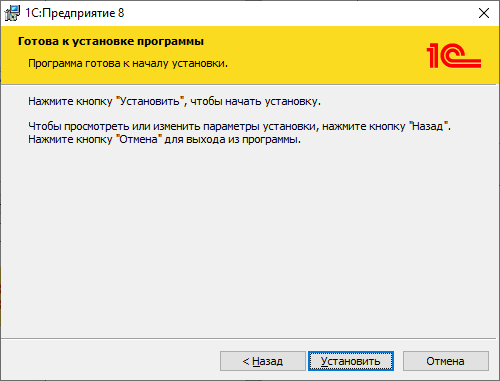 1С:Предприятие 8
Готова к установке программы
Программа готова к началу установки.
1С
Нажмите кнопку "Установить", чтобы начать установку.
Чтобы просмотреть или изменить параметры установки, нажмите кнопку "Назад".
Нажмите кнопку "Отмена" для выхода из программы.
< Назад
Установить
Отмена